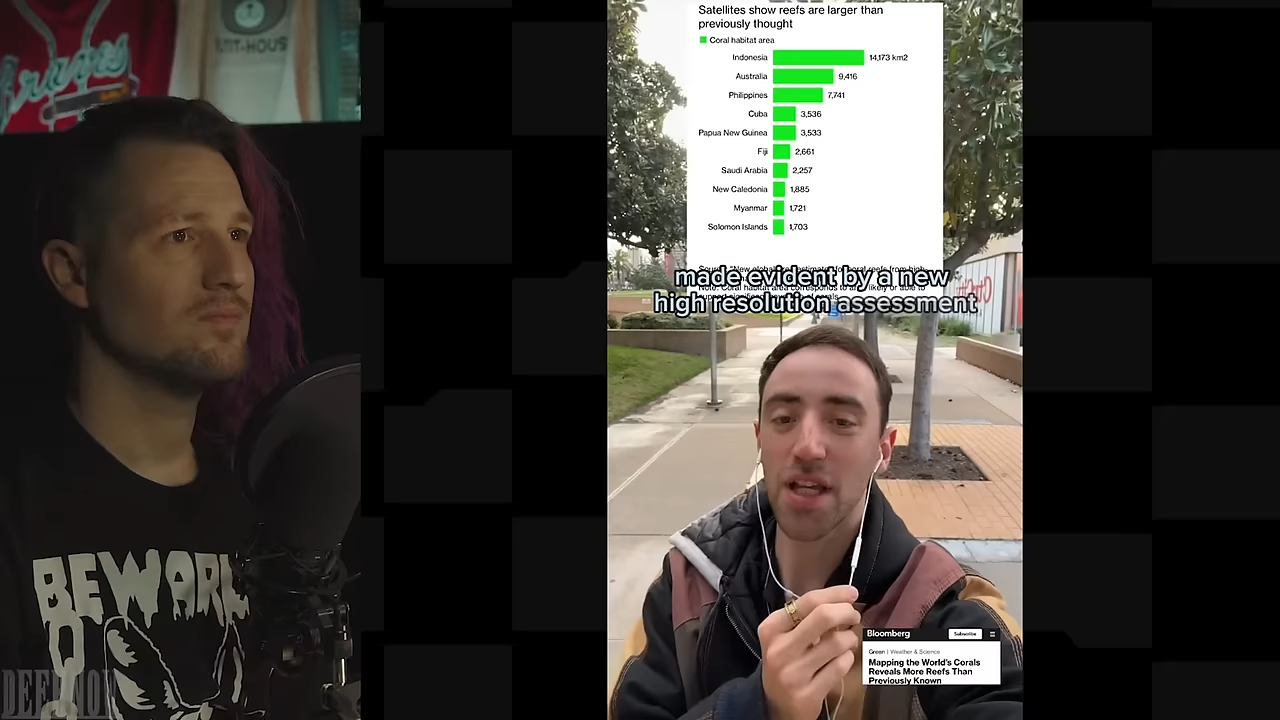 Satellites show reefs are larger than
previously thought
Coral habitat area
Indonesia 14,173 km2
Australia 9,416
Philippines 7,741
Cuba 3,536
Papua New Guinea 3,533
Fiji 2,661
Saudi Arabia 2,257
New Caledonia 1,885
Myanmar 1,721
Solomon Islands 1,703
made evident by a new
high resolution assessment
BEWARE
Bloomberg
Subscribe
Green | Weather & Science
Mapping the World's Corals
Reveals More Reefs Than
Previously Known